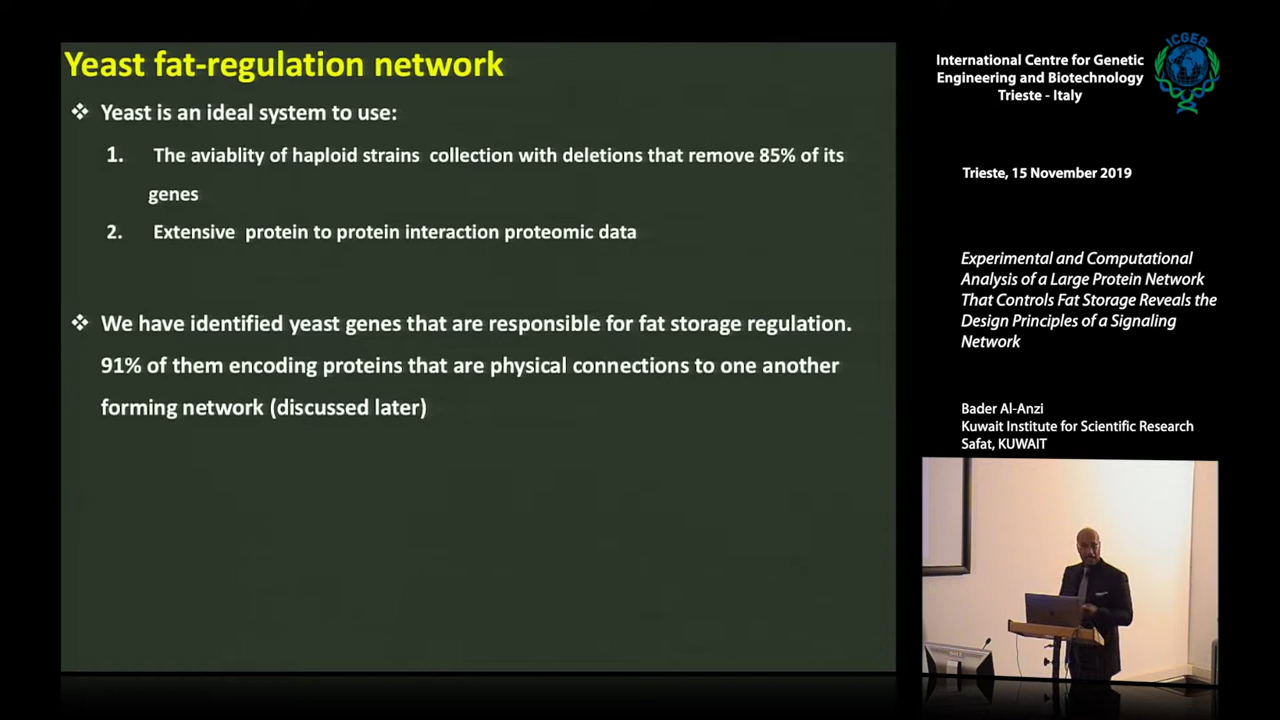 Yeast fat-regulation network
❖ Yeast is an ideal system to use:
1. The aviablity of haploid strains collection with deletions that remove 85% of its
genes
2. Extensive protein to protein interaction proteomic data
❖ We have identified yeast genes that are responsible for fat storage regulation.
91% of them encoding proteins that are physical connections to one another
forming network (discussed later)
International Centre for Genetic
Engineering and Biotechnology
Trieste - Italy
ICGEB
Trieste, 15 November 2019
Experimental and Computational
Analysis of a Large Protein Network
That Controls Fat Storage Reveals the
Design Principles of a Signaling
Network
Bader Al-Anzi
Kuwait Institute for Scientific Research
Safat, KUWAIT